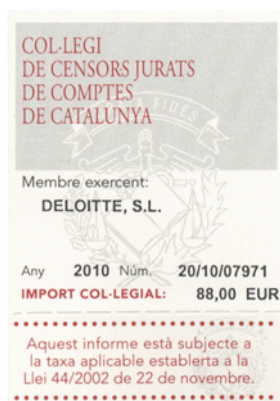 COL·LEGI
DE CENSORS JURATS
DE COMPTES
DE CATALUNYA
Membre exercent:
DELOITTE, S.L.
Any 2010 Núm. 20/10/07971
IMPORT COL·LEGIAL: 88,00 EUR
Aquest informe està subjecte a
la taxa aplicable establerta a la
Llei 44/2002 de 22 de novembre.